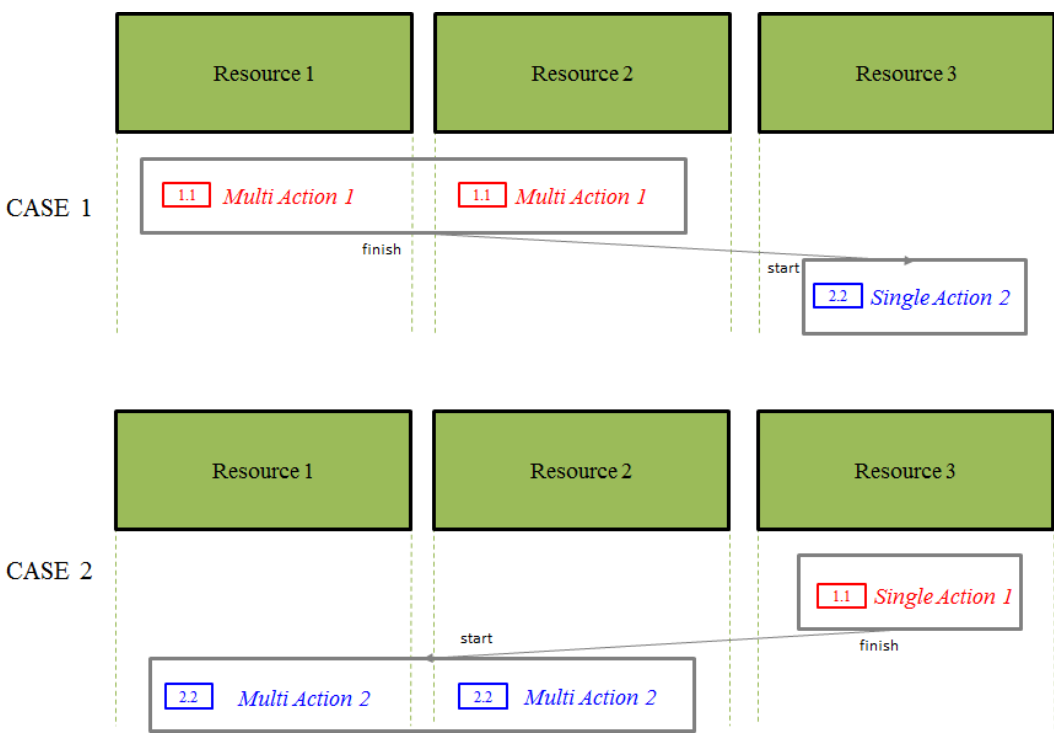 Resource 1 Resource 2 Resource 3
CASE 1
1.1 Multi Action 1 1.1 Multi Action 1
finish
start
2.2 Single Action 2
Resource 1 Resource 2 Resource 3
CASE 2
1.1 Single Action 1
start
finish
2.2 Multi Action 2 2.2 Multi Action 2